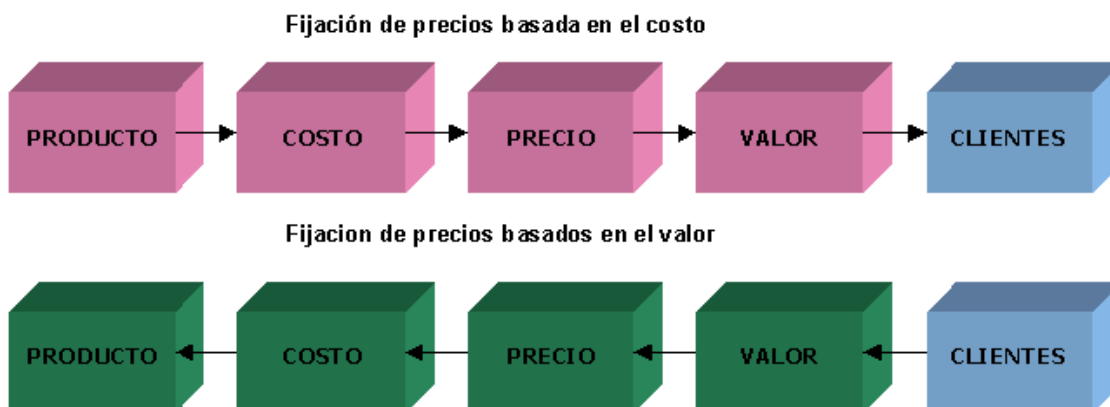 Fijación de precios basada en el costo
PRODUCTO COSTO PRECIO VALOR CLIENTES
Fijacion de precios basados en el valor
PRODUCTO COSTO PRECIO VALOR CLIENTES